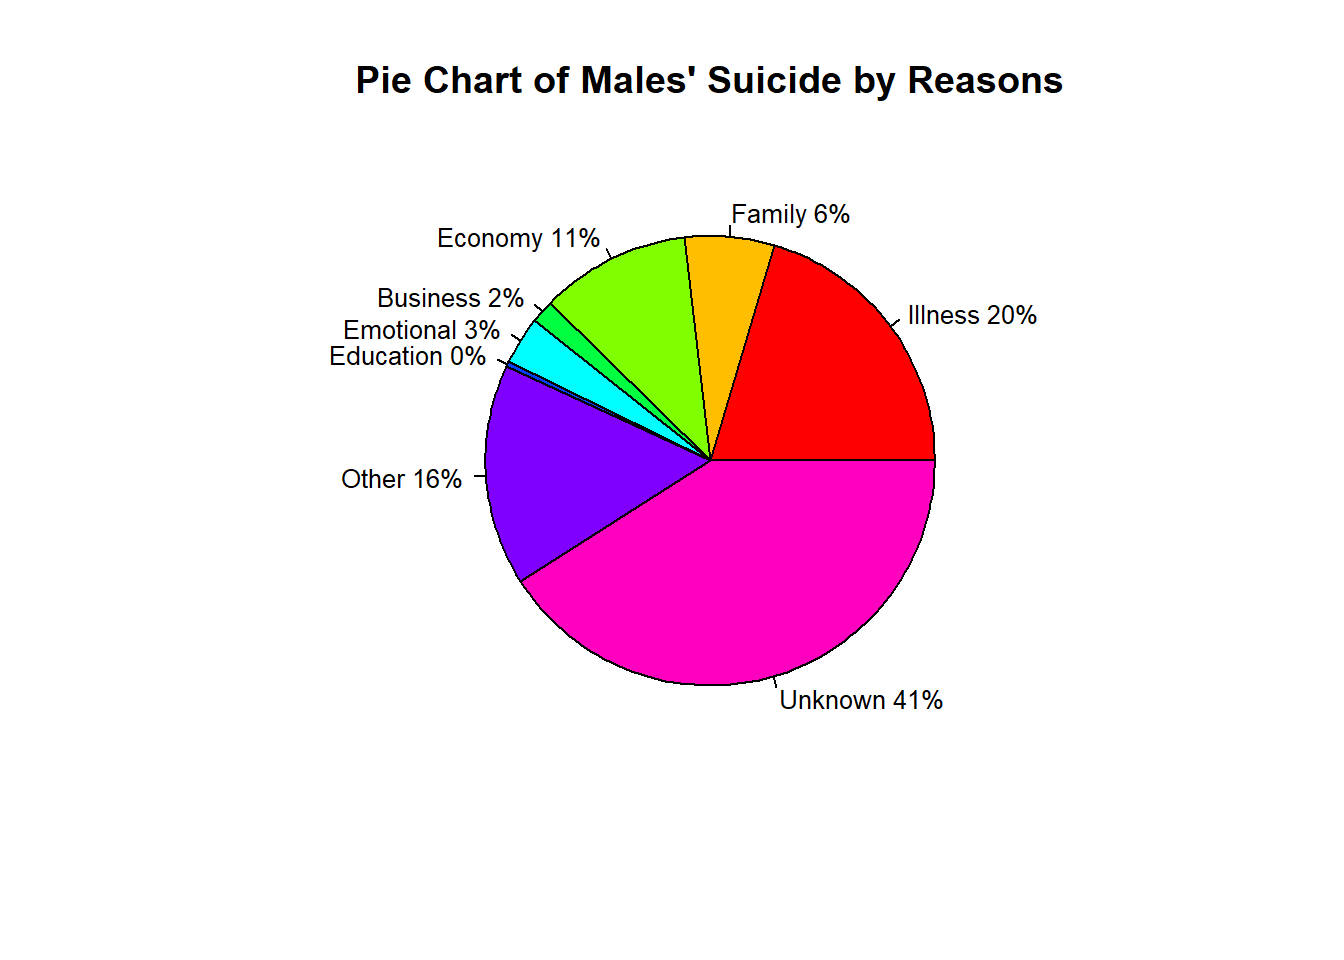 Pie Chart of Males' Suicide by Reasons
Family 6%
Economy 11%
Business 2%
Illness 20%
Emotional 3%
Education 0%
Other 16%
Unknown 41%